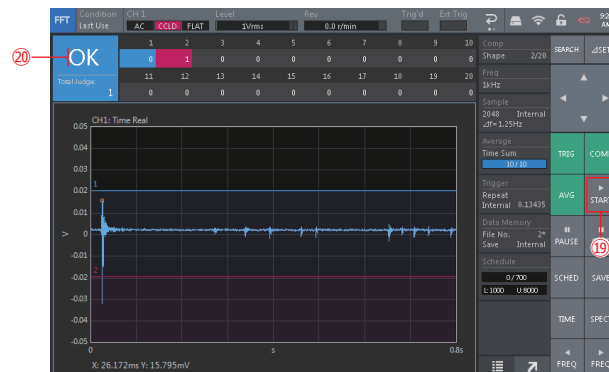 FFT Condition Last Use CH 1 AC CCLD FLAT Level 1Vrms Rev 0.0 r/min Trig'd Ext Trig
⑳ OK
Total Judge: 1
1 2 3 4 5 6 7 8 9 10
0 1 0 0 0 0 0 0 0 0
11 12 13 14 15 16 17 18 19 20
0 0 0 0 0 0 0 0 0 0
CH1: Time Real
0.05
0.04
0.03
0.02 1
0.01
V 0
-0.01
-0.02 2
-0.03
-0.04
-0.05
0 s 0.8s
X: 26.172ms Y: 15.795mV
Comp
Shape 2/20
Freq
1kHz
Sample
2048 Internal
⊿f=1.25Hz
Average
Time Sum
10/10
Trigger
Repeat
Internal 0.13435
Data Memory
File No. 2*
Save Internal
Schedule
0/700
L:1000 U:8000
SEARCH ⊿SET
TRIG COM
AVG START
⑲
PAUSE
SCHED SAVE
TIME SPEC
FREQ FREQ